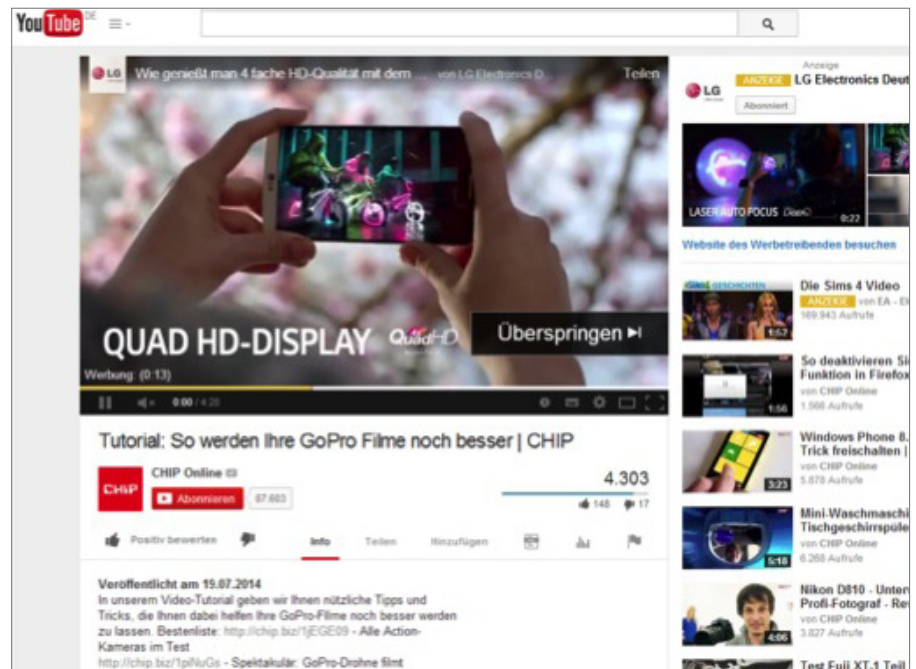 YouTube DE
LG Wie genießt man 4 fache HD-Qualität mit dem ... von LG Electronics D... Teilen
QUAD HD-DISPLAY QuadHD
Überspringen
Werbung: (0:13)
0:00 / 4:28
Tutorial: So werden Ihre GoPro Filme noch besser | CHIP
CHIP
CHIP Online
Abonnieren 87.603
4.303
148 17
Positiv bewerten Info Teilen Hinzufügen
Veröffentlicht am 19.07.2014
In unserem Video-Tutorial geben wir Ihnen nützliche Tipps und
Tricks, die Ihnen dabei helfen Ihre GoPro-Filme noch besser werden
zu lassen. Bestenliste: http://chip.biz/1jEGE09 - Alle Action-
Kameras im Test
http://chip.biz/1piNuGs - Spektakulär: GoPro-Drohne filmt
Anzeige
LG
ANZEIGE LG Electronics Deut
Abonniert
LASER AUTO FOCUS
0:22
Website des Werbetreibenden besuchen
GESCHICHTEN
1:52
Die Sims 4 Video
ANZEIGE von EA - El
169.943 Aufrufe
1:56
So deaktivieren Si
Funktion in Firefox
von CHIP Online
1.566 Aufrufe
3:23
Windows Phone 8.
Trick freischalten |
von CHIP Online
5.878 Aufrufe
5:18
Mini-Waschmaschi
Tischgeschirrspüle
von CHIP Online
6.268 Aufrufe
4:06
Nikon D810 - Unter
Profi-Fotograf - Re
von CHIP Online
3.827 Aufrufe
Test Fuji XT-1 Teil